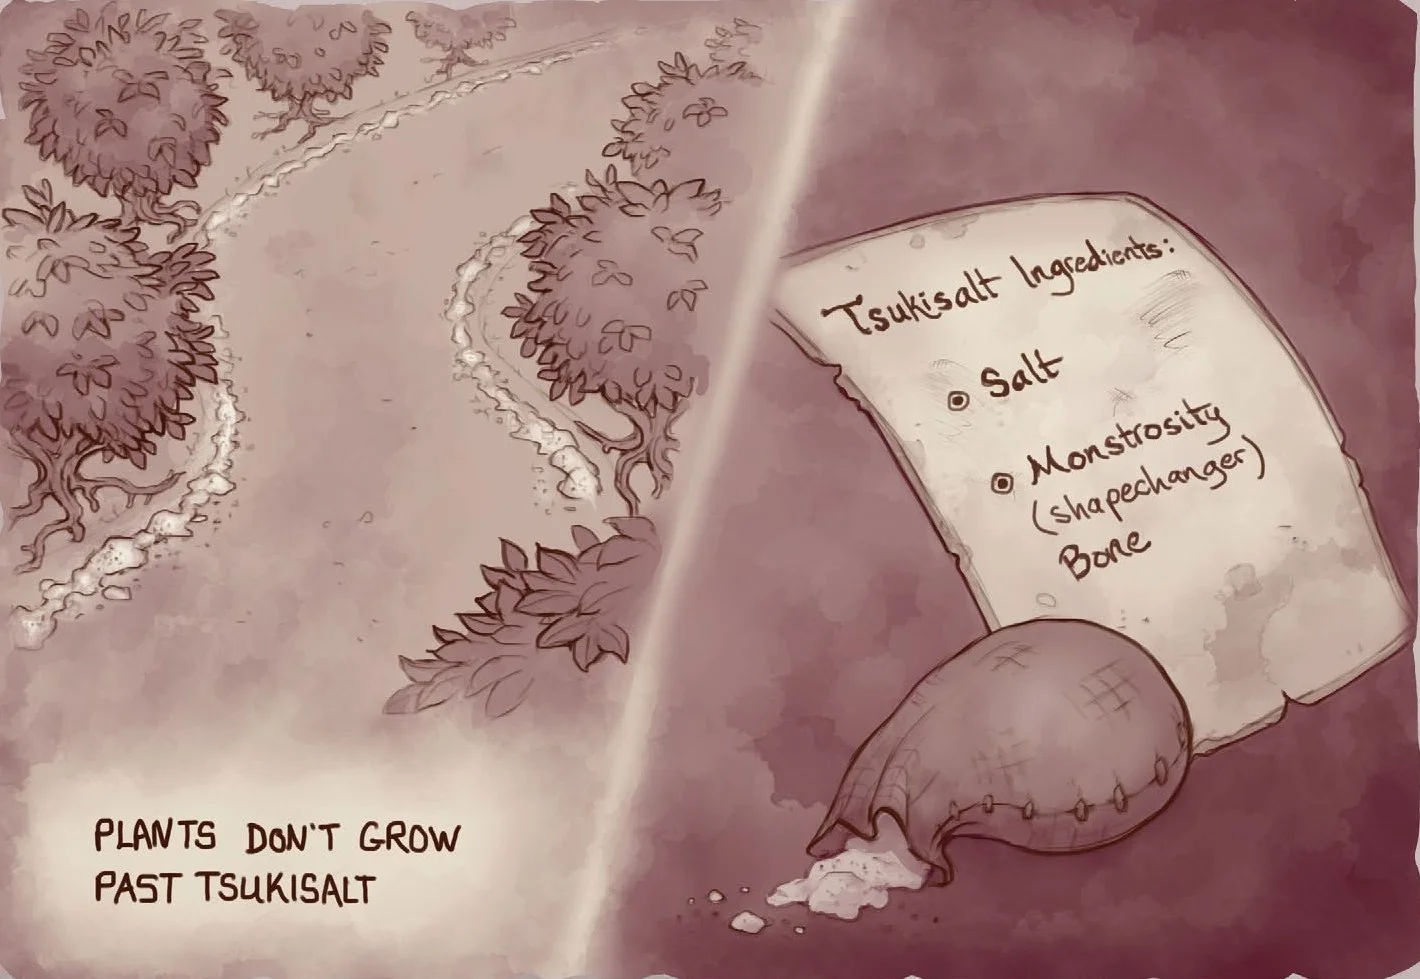 PLANTS DON'T GROW
PAST TSUKISALT
Tsukisalt Ingredients:
Salt
Monstrosity
(shapechanger)
Bone